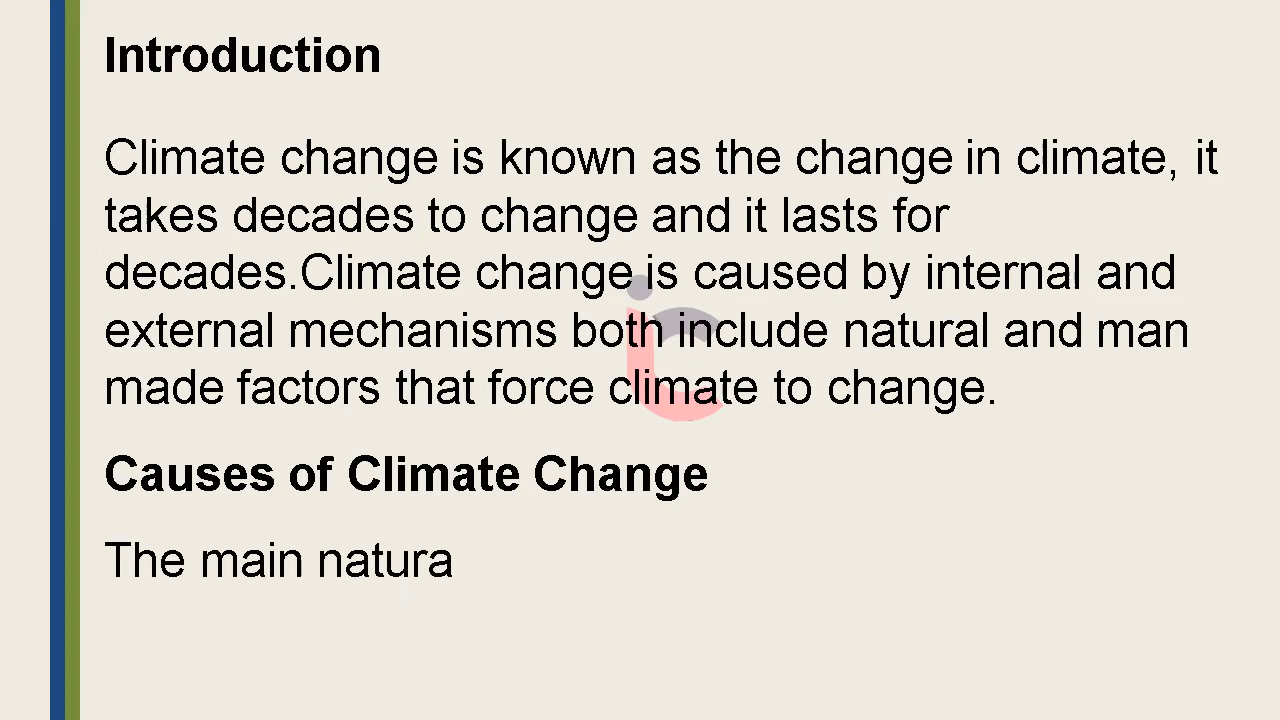 Introduction
Climate change is known as the change in climate, it
takes decades to change and it lasts for
decades.Climate change is caused by internal and
external mechanisms both include natural and man
made factors that force climate to change.
Causes of Climate Change
The main natura